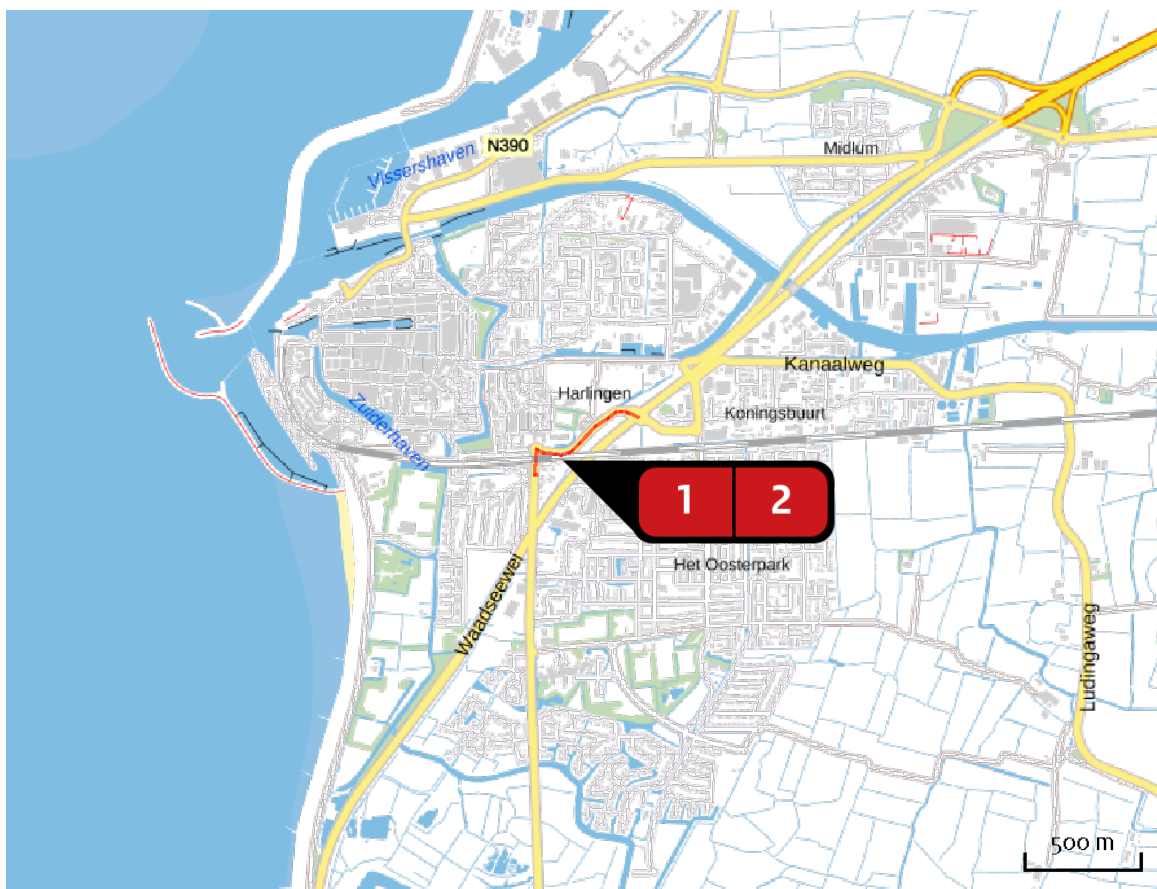 N390
Vissershaven
Midlum
Kanaalweg
Harlingen
Koningsbuurt
Zuiderhaven
1 2
Het Oosterpark
Waadseewei
Ludingaweg
500 m